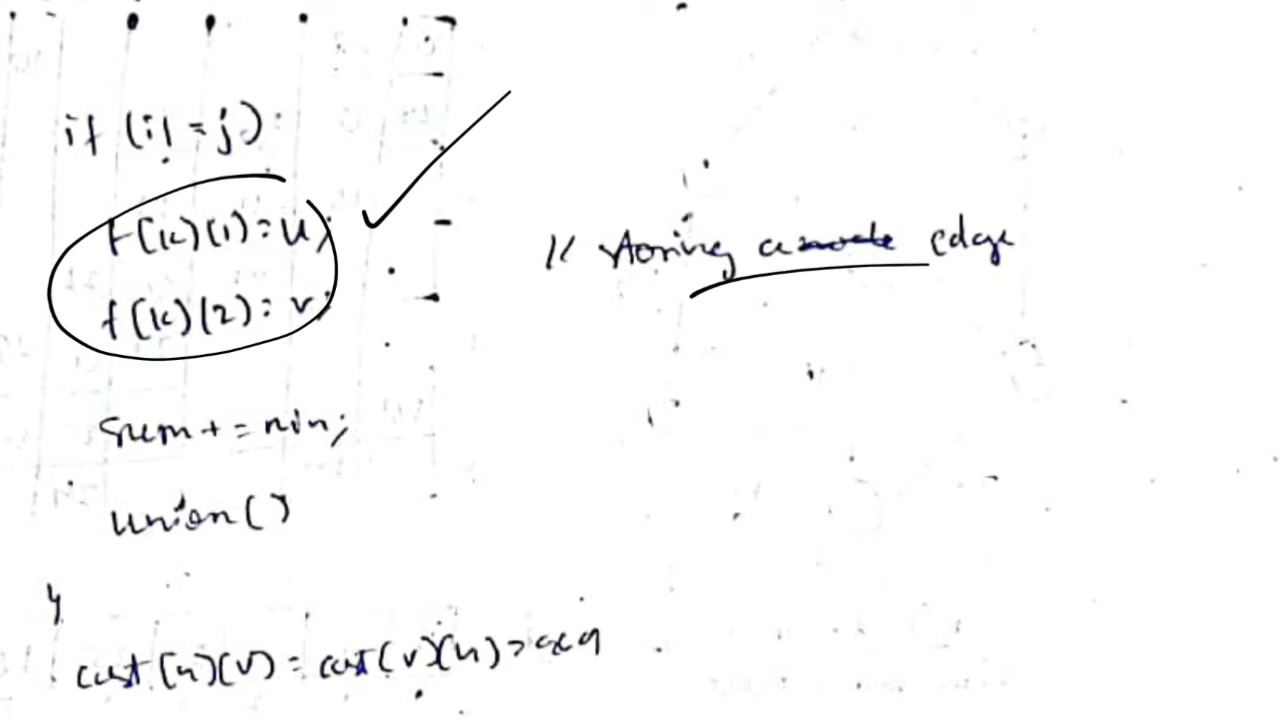 if (i! = j)
t[k](1) = u;
t[k](2) = v;
// storing a edge
sum + = min;
union()
}
cost[u](v) = cost(v)(u) = 999